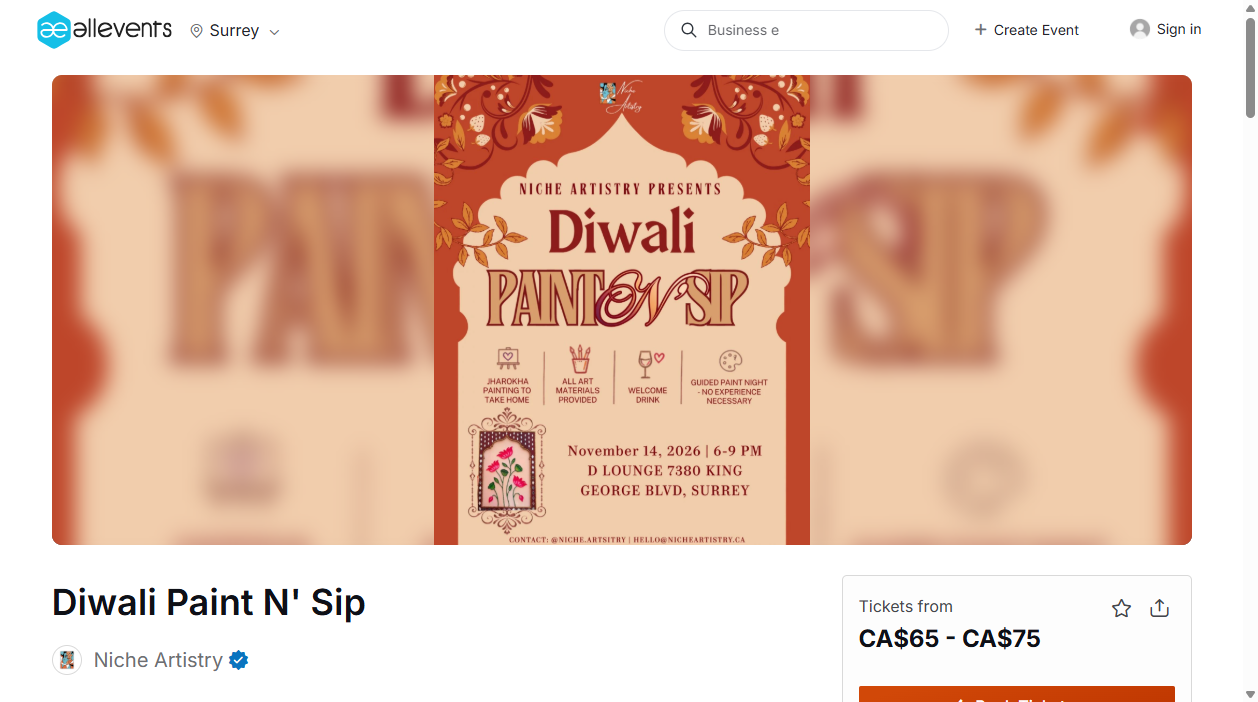 allevents
Surrey
Business e
Create Event
Sign in
Niche
Artistry
NICHE ARTISTRY PRESENTS
Diwali
PAINT N' SIP
JHAROKHA
PAINTING TO
TAKE HOME
ALL ART
MATERIALS
PROVIDED
WELCOME
DRINK
GUIDED PAINT NIGHT
- NO EXPERIENCE
NECESSARY
November 14, 2026 | 6-9 PM
D LOUNGE 7380 KING
GEORGE BLVD, SURREY
CONTACT: @NICHE.ARTSITRY | HELLO@NICHEARTISTRY.CA
Diwali Paint N' Sip
Niche Artistry
Tickets from
CA$65 - CA$75